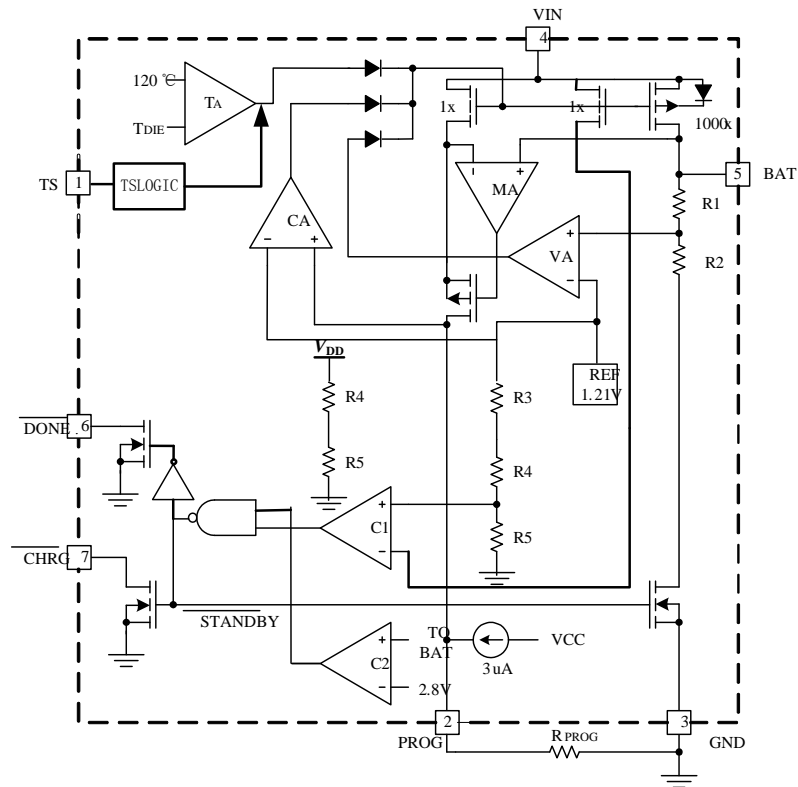 VIN
4
120 ℃
TA
TDIE
1x
1x
1000x
TS
1
TSLOGIC
MA
5
BAT
R1
CA
VA
R2
VDD
REF
1.21V
R4
R3
DONE .
6
R5
R4
C1
R5
CHRG
7
STANDBY
TO
BAT
VCC
C2
3uA
2.8V
2
3
PROG
RPROG
GND
+
−
+
−
+
−
+
−
+
−
+
−